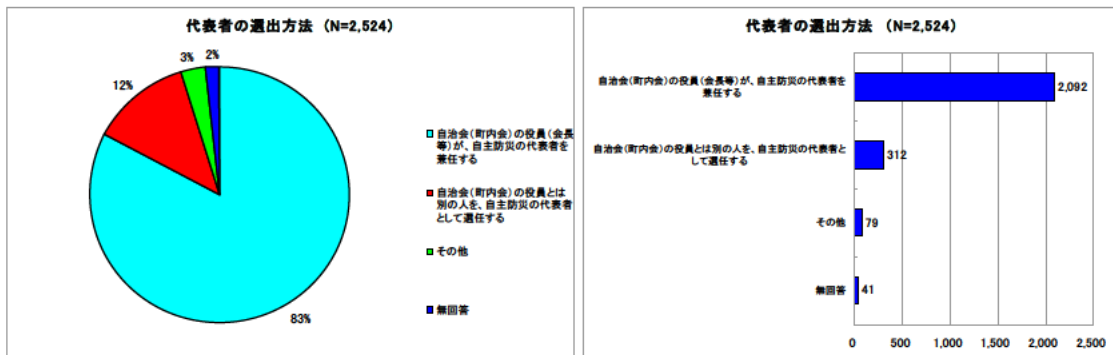 代表者の選出方法 (N=2,524)
2%
3%
12%
83%
自治会(町内会)の役員(会長
等)が、自主防災の代表者を
兼任する
自治会(町内会)の役員とは
別の人を、自主防災の代表者
として選任する
その他
無回答
代表者の選出方法 (N=2,524)
自治会(町内会)の役員(会長等)が、自主防災の代表者を
兼任する
2,092
自治会(町内会)の役員とは別の人を、自主防災の代表者と
して選任する
312
その他
79
無回答
41
0 500 1,000 1,500 2,000 2,500